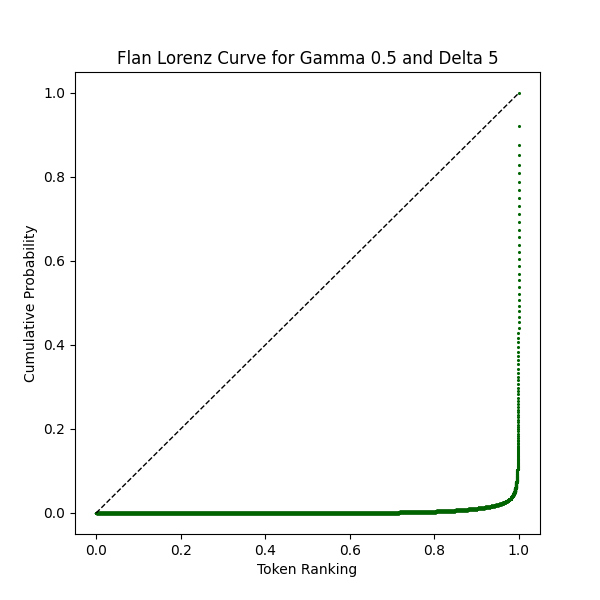 Flan Lorenz Curve for Gamma 0.5 and Delta 5
1.0
0.8
0.6
0.4
0.2
0.0
Cumulative Probability
0.0 0.2 0.4 0.6 0.8 1.0
Token Ranking